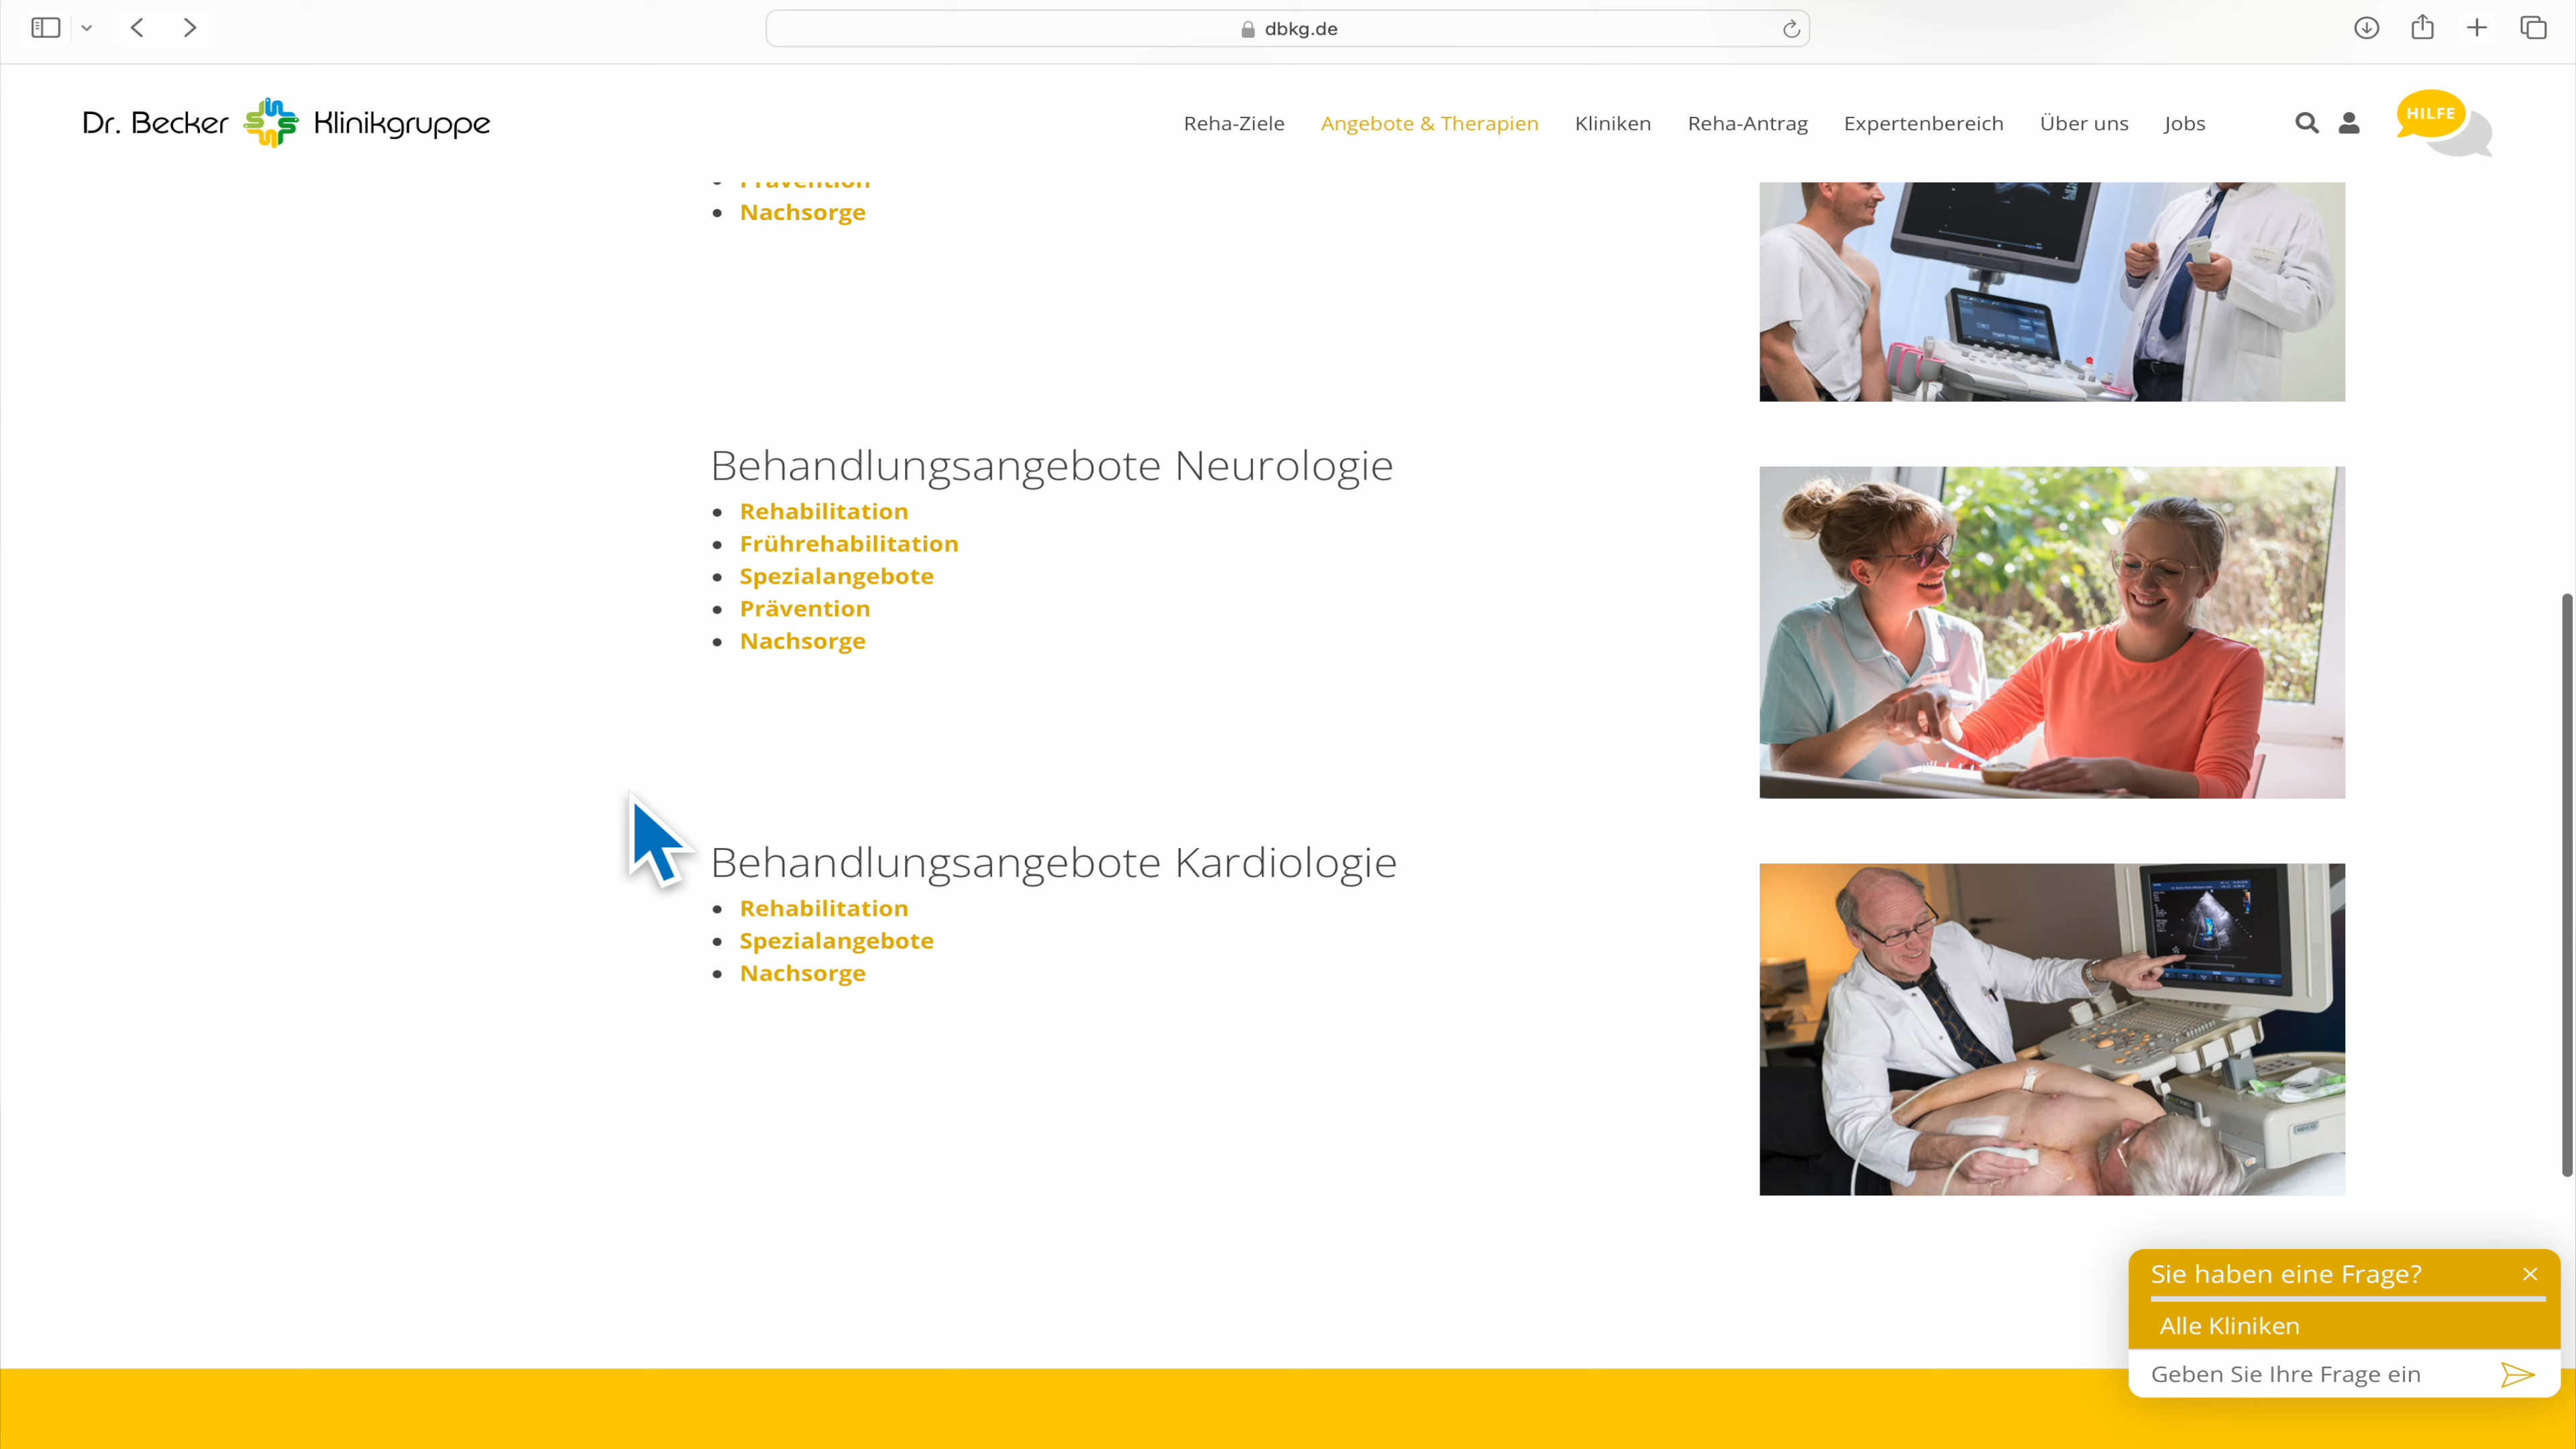 dbkg.de
Dr. Becker Klinikgruppe
Reha-Ziele Angebote & Therapien Kliniken Reha-Antrag Expertenbereich Über uns Jobs HILFE
Prävention
Nachsorge
Behandlungsangebote Neurologie
Rehabilitation
Frührehabilitation
Spezialangebote
Prävention
Nachsorge
Behandlungsangebote Kardiologie
Rehabilitation
Spezialangebote
Nachsorge
Sie haben eine Frage?
Alle Kliniken
Geben Sie Ihre Frage ein